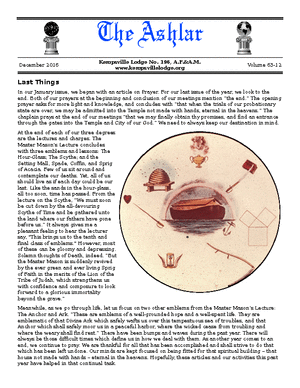 The Ashlar
Kempsville Lodge No. 196, A.F.&A.M.
www.kempsvillelodge.org
December 2015
Volume 63-12
Last Things
In our January issue, we began with an article on Prayer. For our last issue of the year, we look to the
end. Both of our prayers at the beginning and conclusion of our meetings mention "the end." The opening
prayer asks for more light and knowledge, and concludes with "that when the trials of our probationary
state are over, we may be admitted into the Temple not made with hands, eternal in the heavens." The
chaplain prays at the end of the meeting "that we may finally obtain thy promises, and find an entrance
through the gates into the Temple and City of our God." We need to always keep our destination in mind.
At the end of each of our three degrees
are the lectures and charges. The
Master Mason's Lecture concludes
with three emblems and lessons: The
Hour-Glass, The Scythe, and the
Setting Maul, Spade, Coffin, and Sprig
of Acacia. Few of us sit around and
contemplate our deaths. Yet, all of us
should live as if each day could be our
last. Like the sands in the hour-glass,
all too soon, time has passed. From the
lecture on the Scythe, "We must soon
be cut down by the all-devouring
Scythe of Time and be gathered unto
the land where our fathers have gone
before us." It always gives me a
pleasant feeling to hear the lecturer
say, "This brings us to the tenth and
final class of emblems." However, most
of them can be gloomy and depressing.
Solemn thoughts of Death, indeed. "But
the Master Mason is suddenly revived
by the ever green and ever living Sprig
of Faith in the merits of the Lion of the
Tribe of Judah, which strengthens us
with confidence and composure to look
forward to a glorious immortality
beyond the grave."
Meanwhile, as we go through life, let us focus on two other emblems from the Master Mason's Lecture:
The Anchor and Ark. "These are emblems of a well-grounded hope and a well-spent life. They are
emblematical of that Divine Ark which safely wafts us over this tempestuous sea of troubles, and that
Anchor which shall safely moor us in a peaceful harbor, where the wicked cease from troubling and
where the weary shall find rest." There have been bumps and waves during the past year. There will
always be those difficult times which define us in how we deal with them. As another year comes to an
end, we continue to pray. We are thankful for all that has been accomplished and shall strive to do that
which has been left undone. Our minds are kept focused on being fitted for that spiritual building – that
house not made with hands – eternal in the heavens. Hopefully, these articles and our activities this past
year have helped in that continual task.